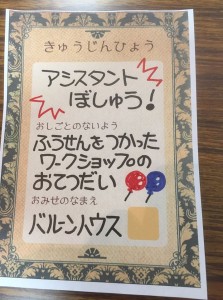 きゅうじんひょう
アシスタント
ぼしゅう!
おしごとのないよう
ふうせんをつかった
ワークショップの
おてつだい
おみせのなまえ
バルーンハウス